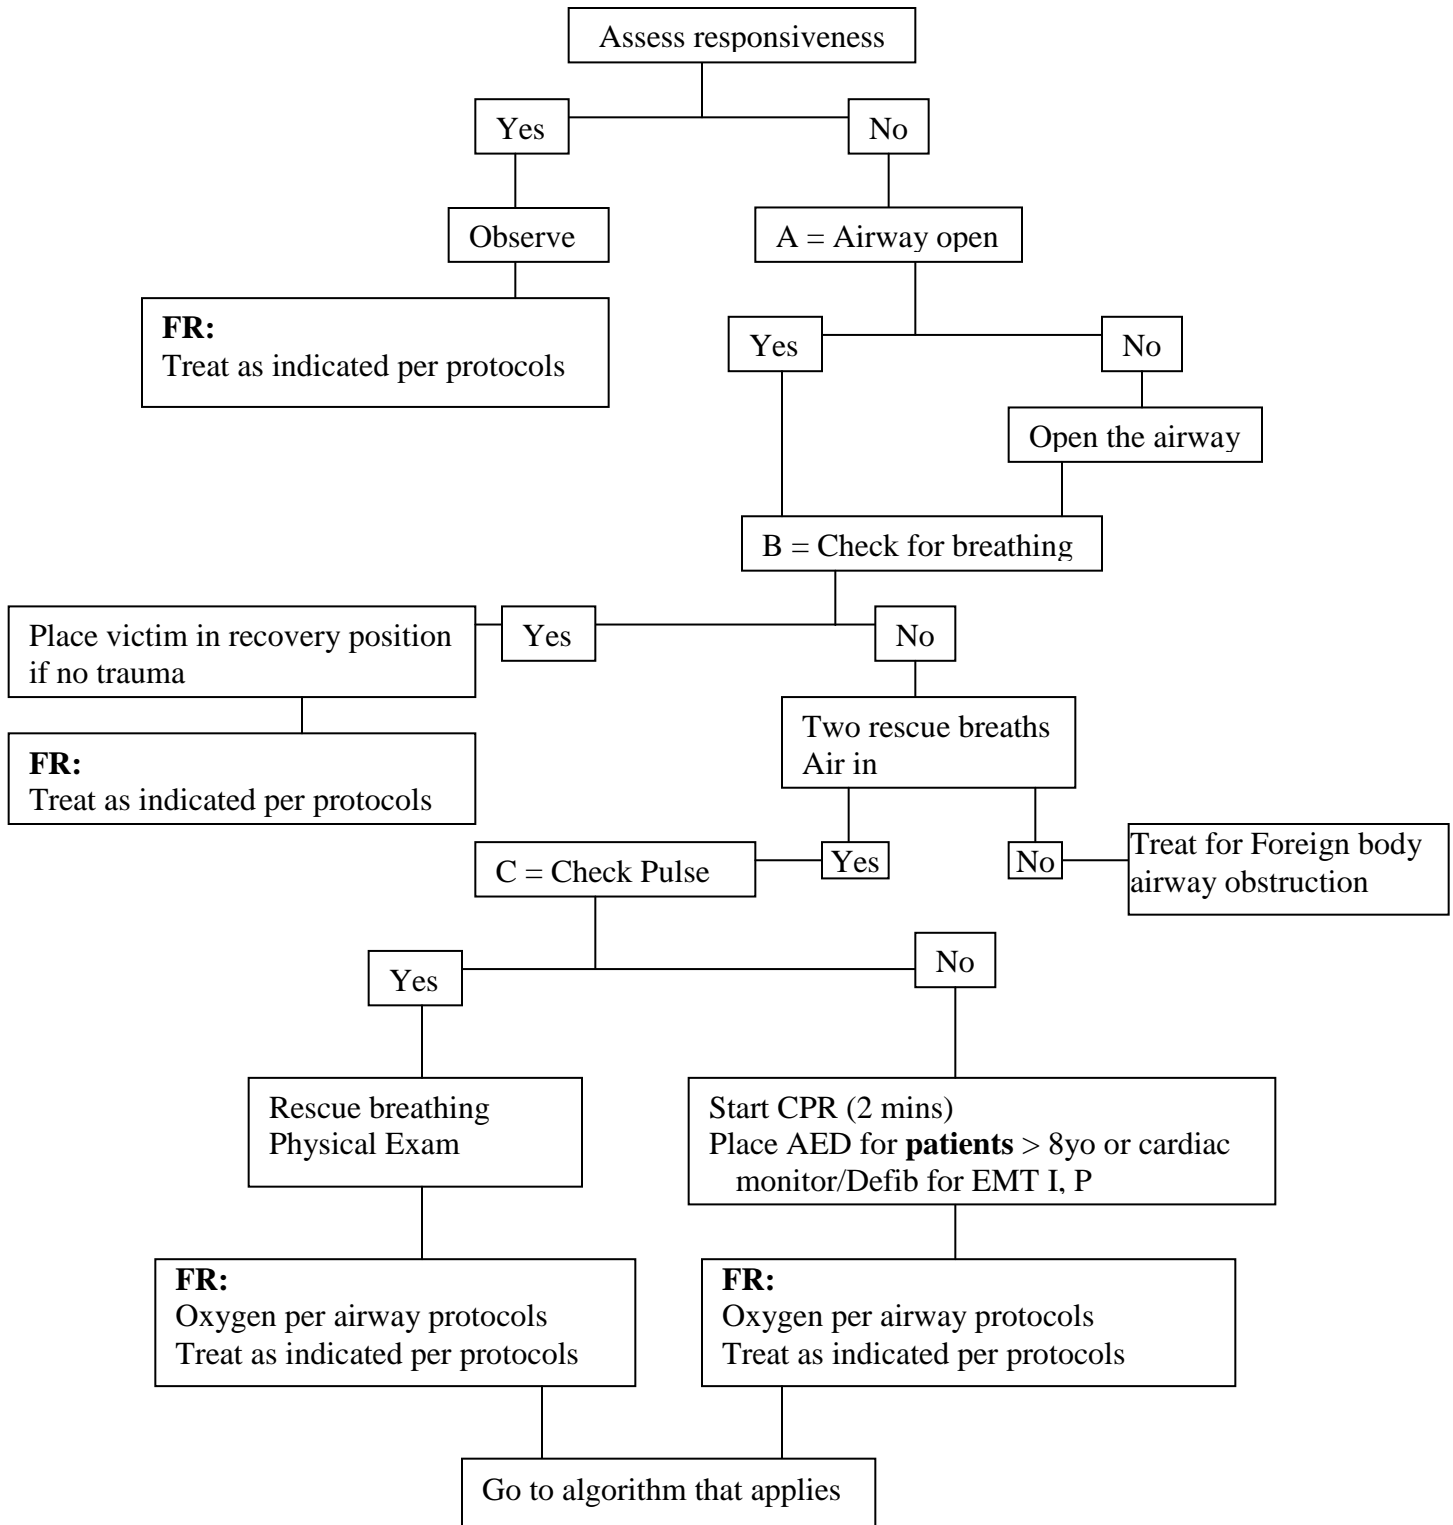 Assess responsiveness
Yes
No
Observe
A = Airway open
FR:
Treat as indicated per protocols
Yes
No
Open the airway
B = Check for breathing
Place victim in recovery position
if no trauma
Yes
No
FR:
Treat as indicated per protocols
Two rescue breaths
Air in
C = Check Pulse
Yes
No
Treat for Foreign body
airway obstruction
Yes
No
Rescue breathing
Physical Exam
Start CPR (2 mins)
Place AED for patients > 8yo or cardiac
monitor/Defib for EMT I, P
FR:
Oxygen per airway protocols
Treat as indicated per protocols
FR:
Oxygen per airway protocols
Treat as indicated per protocols
Go to algorithm that applies